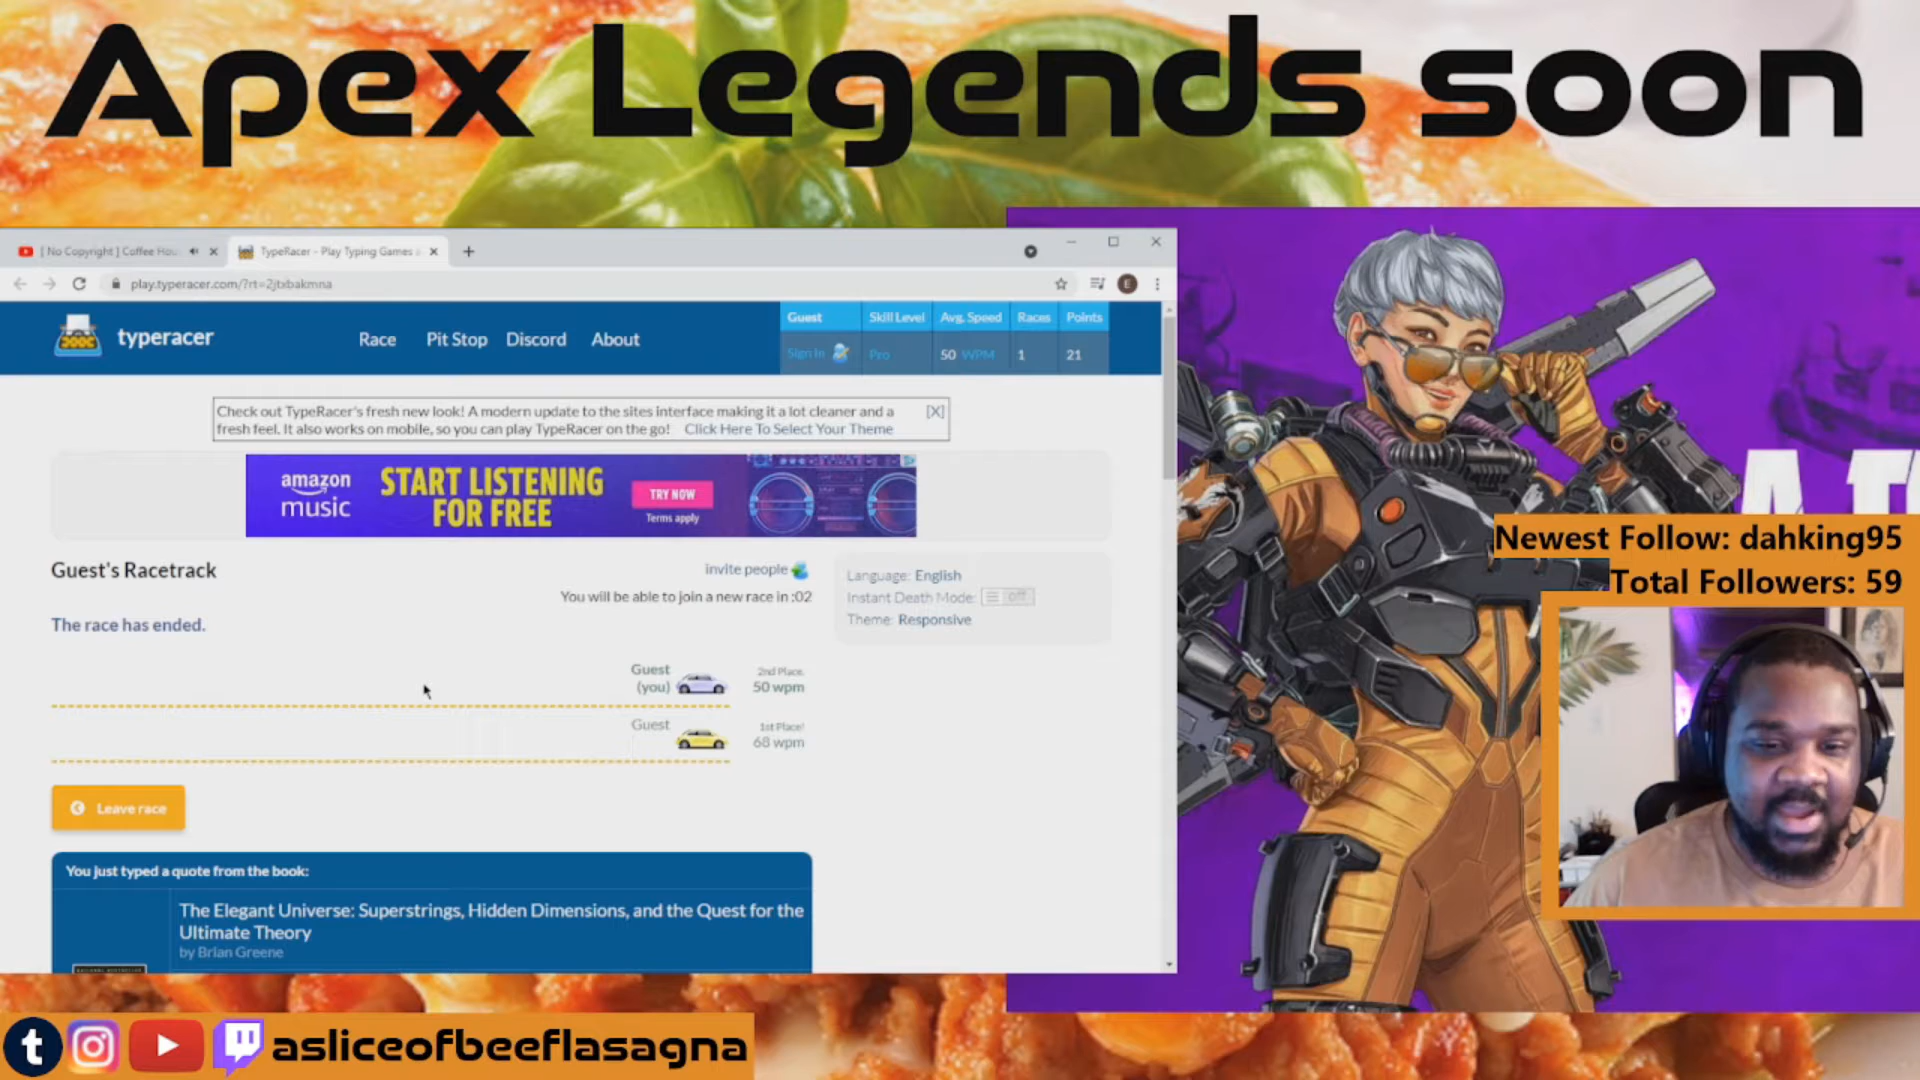 Apex Legends soon
[ No Copyright ] Coffee Hou
TypeRacer - Play Typing Games a
play.typeracer.com/?rt=2jtxbakmna
typeracer
Race
Pit Stop
Discord
About
Guest
Skill Level
Avg. Speed
Races
Points
Sign In
Pro
50 WPM
1
21
Check out TypeRacer's fresh new look! A modern update to the sites interface making it a lot cleaner and a
fresh feel. It also works on mobile, so you can play TypeRacer on the go! Click Here To Select Your Theme
[X]
amazon
music
START LISTENING
FOR FREE
TRY NOW
Terms apply
Guest's Racetrack
invite people
You will be able to join a new race in :02
The race has ended.
Language: English
Instant Death Mode: off
Theme: Responsive
Guest
(you)
2nd Place.
50 wpm
Guest
1st Place!
68 wpm
Leave race
You just typed a quote from the book:
The Elegant Universe: Superstrings, Hidden Dimensions, and the Quest for the
Ultimate Theory
by Brian Greene
Newest Follow: dahking95
Total Followers: 59
asliceofbeeflasagna